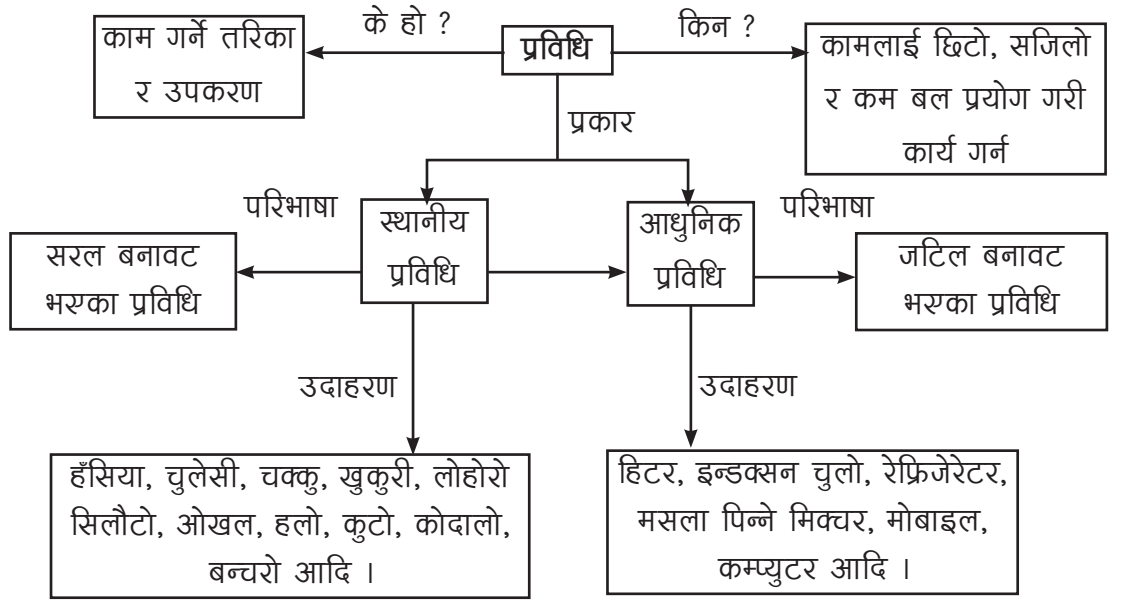 के हो ?
प्रविधि
किन ?
काम गर्ने तरिका
र उपकरण
कामलाई छिटो, सजिलो
र कम बल प्रयोग गरी
कार्य गर्न
प्रकार
परिभाषा
स्थानीय
प्रविधि
आधुनिक
प्रविधि
परिभाषा
सरल बनावट
भएका प्रविधि
जटिल बनावट
भएका प्रविधि
उदाहरण
उदाहरण
हँसिया, चुलेसी, चक्कु, खुकुरी, लोहोरो
सिलौटो, ओखल, हलो, कुटो, कोदालो,
बन्चरो आदि ।
हिटर, इन्डक्सन चुलो, रेफ्रिजेरेटर,
मसला पिन्ने मिक्चर, मोबाइल,
कम्प्युटर आदि ।